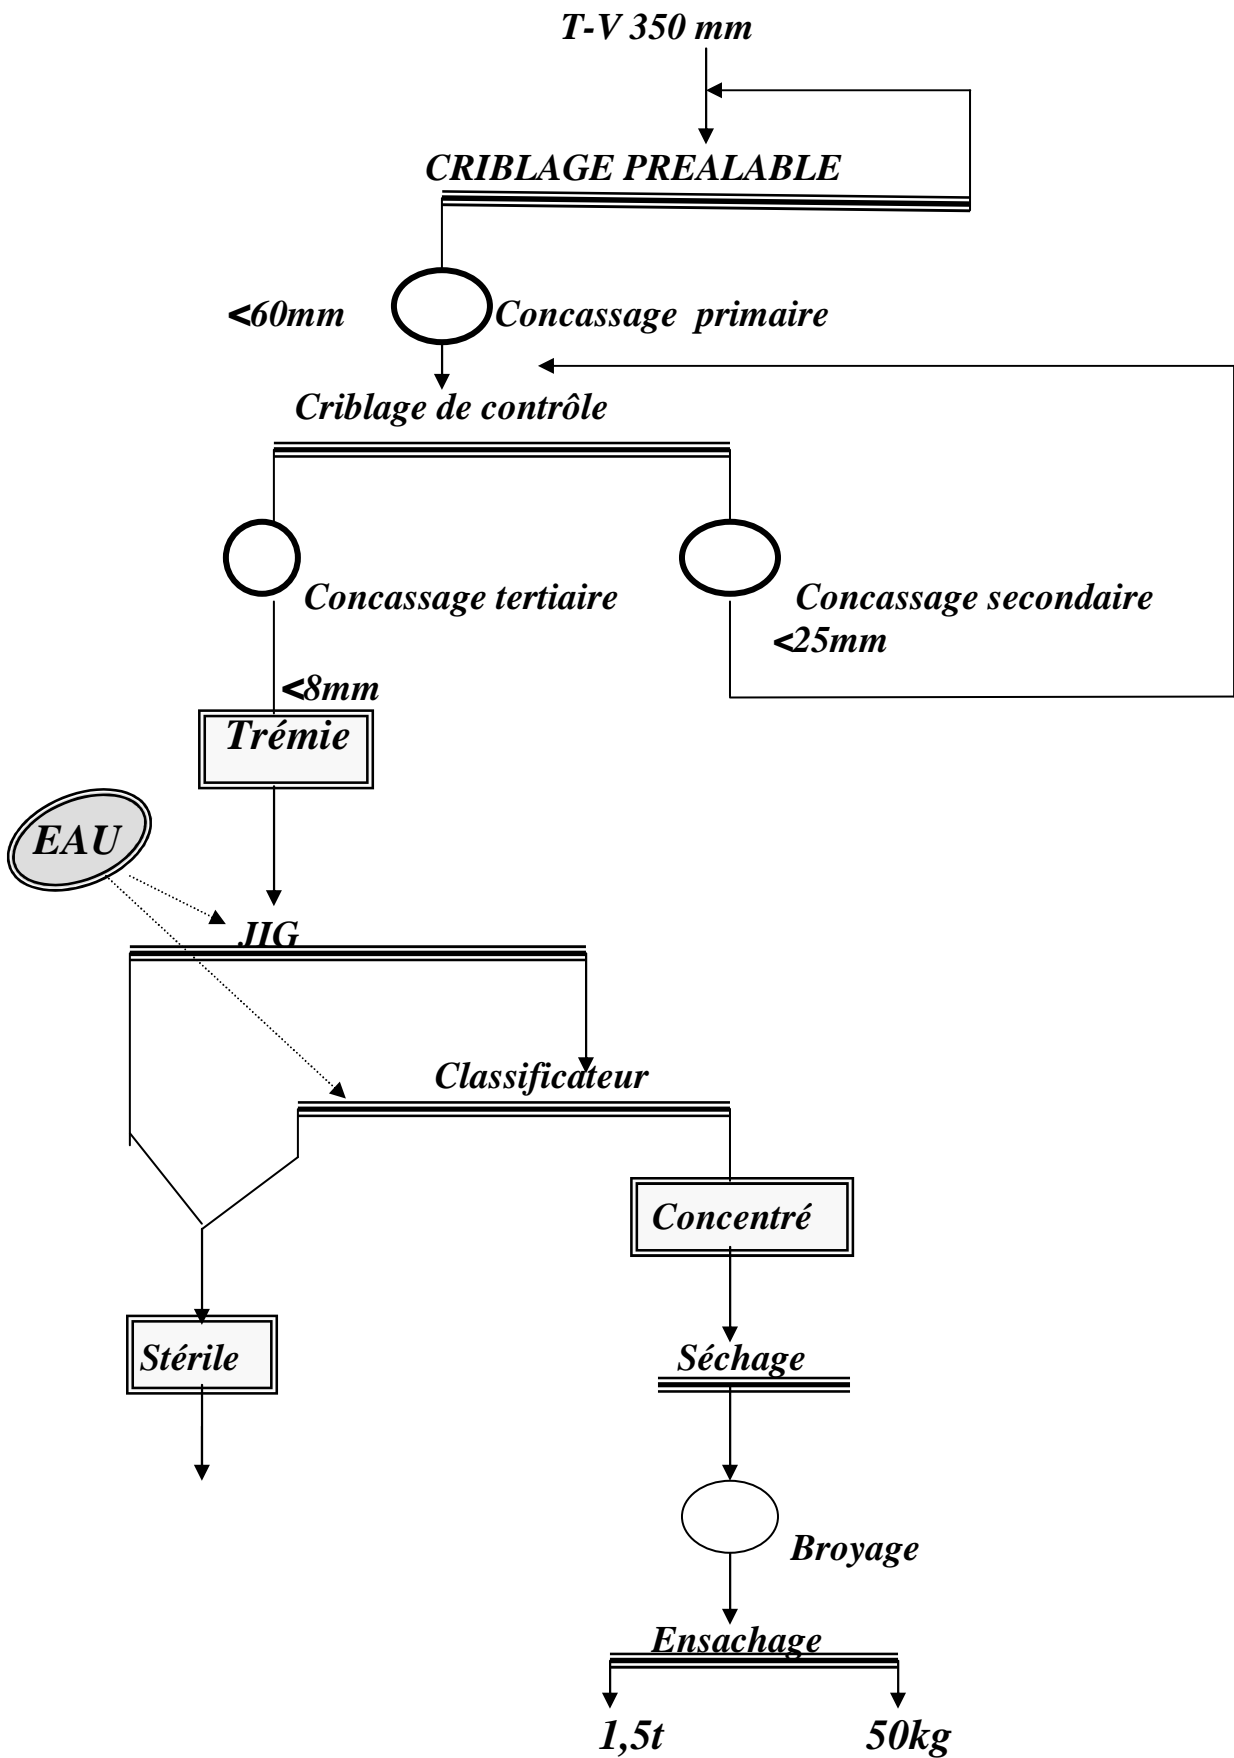 T-V 350 mm
CRIBLAGE PREALABLE
<60mm
Concassage primaire
Criblage de contrôle
Concassage tertiaire
Concassage secondaire
<25mm
<8mm
Trémie
EAU
JIG
Classificateur
Concentré
Stérile
Séchage
Broyage
Ensachage
1,5t
50kg